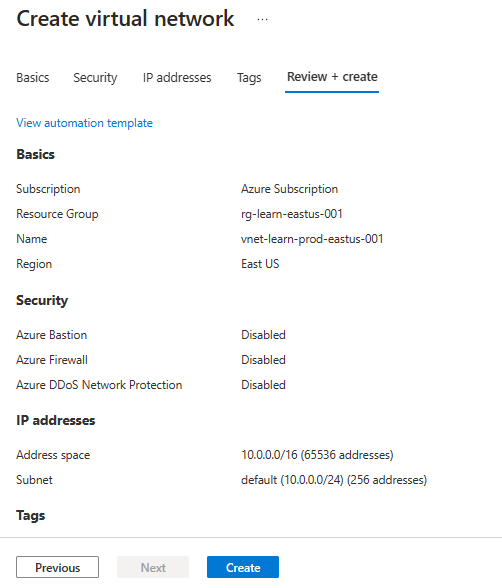 Create virtual network ...
Basics Security IP addresses Tags Review + create
View automation template
Basics
Subscription Azure Subscription
Resource Group rg-learn-eastus-001
Name vnet-learn-prod-eastus-001
Region East US
Security
Azure Bastion Disabled
Azure Firewall Disabled
Azure DDoS Network Protection Disabled
IP addresses
Address space 10.0.0.0/16 (65536 addresses)
Subnet default (10.0.0.0/24) (256 addresses)
Tags
Previous Next Create